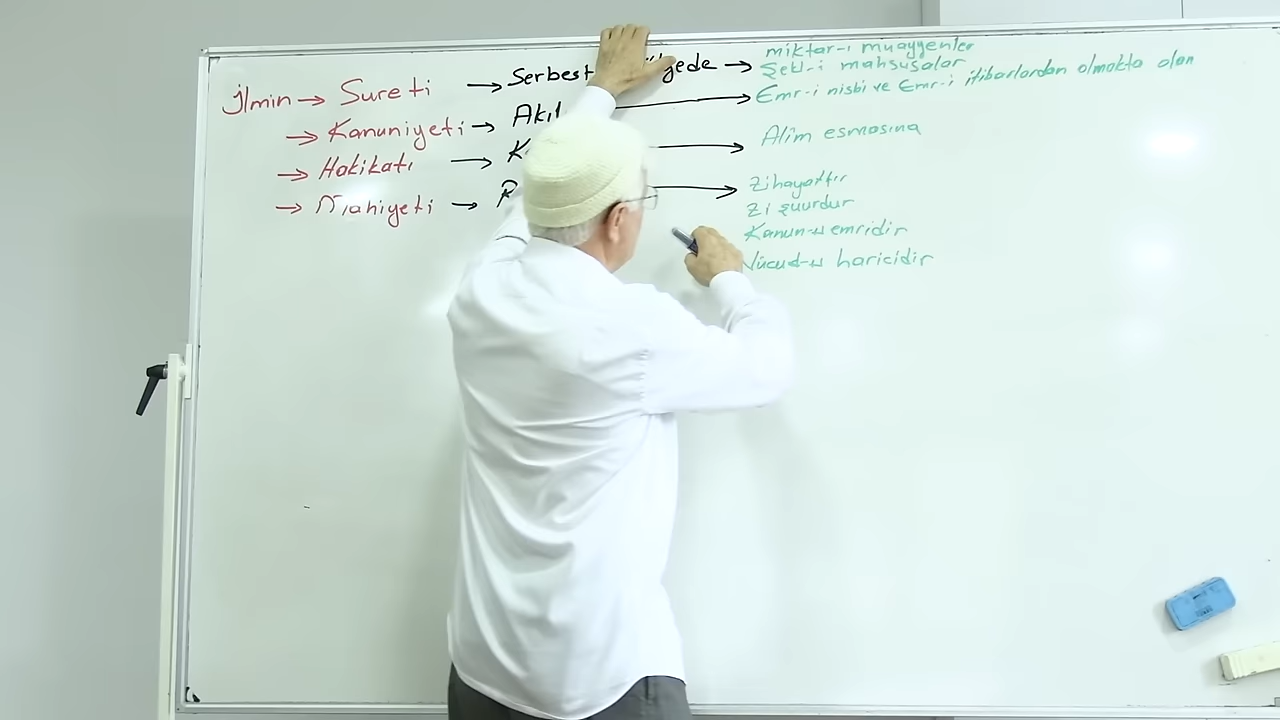 İlmin → Sureti → Serbest → miktar-ı muayyenler
Şekl-i mahsusalar
→ Kanuniyeti → Akıl → Emr-i nisbi ve Emr-i itibarlardan olmakta olan
→ Hakikatı → → Alim esmasına
→ Mahiyeti → → Zihayattır
Zi şuurdur
Kanun-u emridir
Vücud-u haricidir